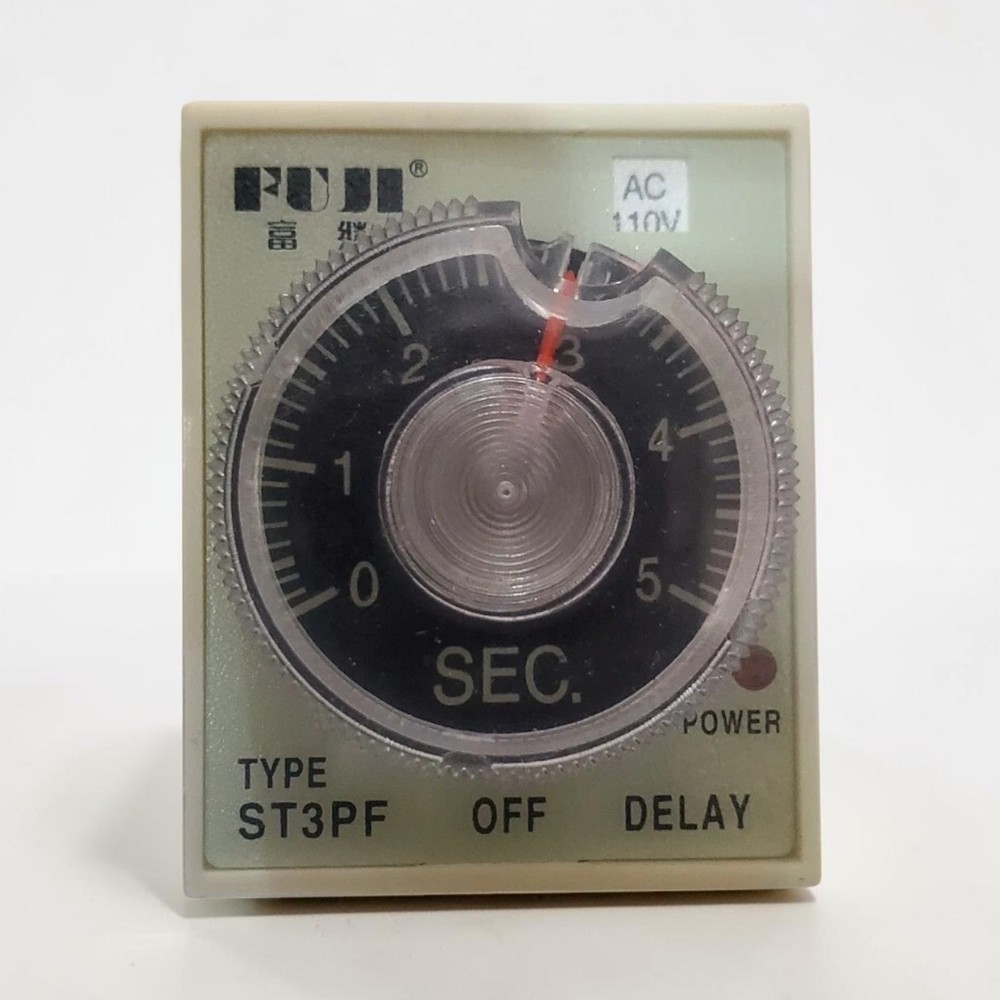 FUJI®
富
AC
110V
2
3
1
4
0
5
SEC.
POWER
TYPE
ST3PF OFF DELAY